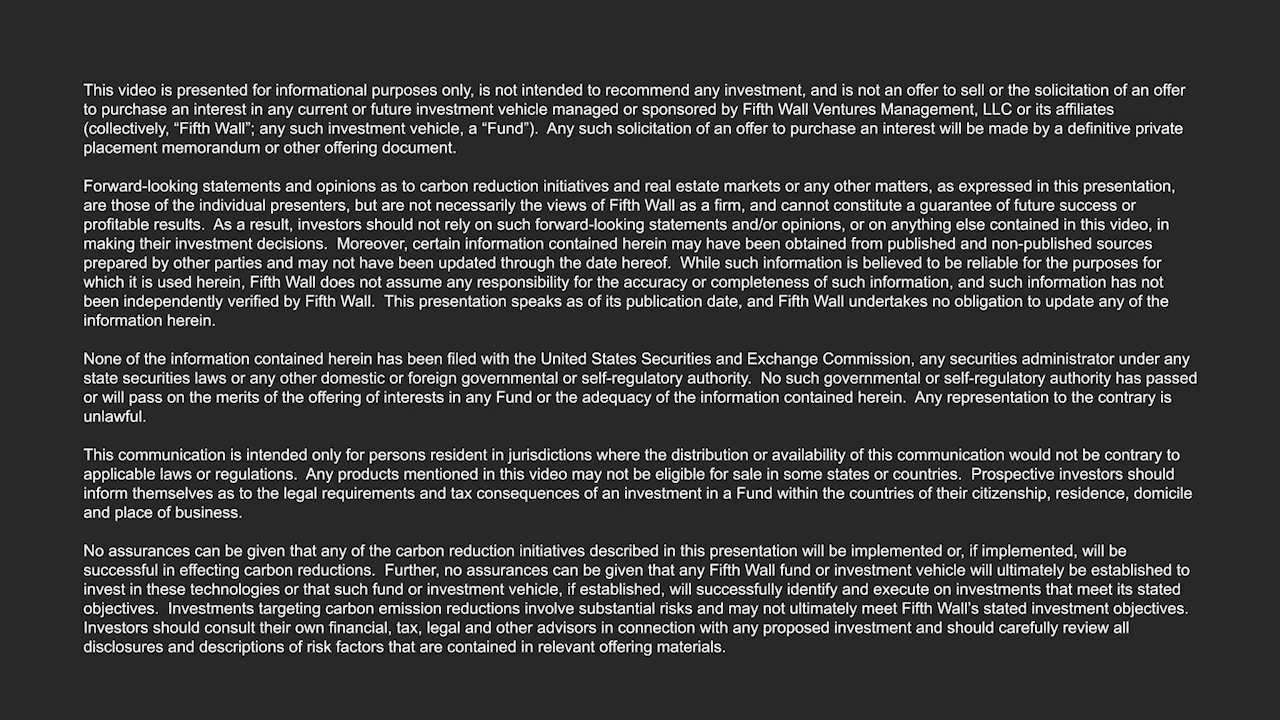 This video is presented for informational purposes only, is not intended to recommend any investment, and is not an offer to sell or the solicitation of an offer
to purchase an interest in any current or future investment vehicle managed or sponsored by Fifth Wall Ventures Management, LLC or its affiliates
(collectively, “Fifth Wall”; any such investment vehicle, a “Fund”).  Any such solicitation of an offer to purchase an interest will be made by a definitive private
placement memorandum or other offering document.
Forward-looking statements and opinions as to carbon reduction initiatives and real estate markets or any other matters, as expressed in this presentation,
are those of the individual presenters, but are not necessarily the views of Fifth Wall as a firm, and cannot constitute a guarantee of future success or
profitable results.  As a result, investors should not rely on such forward-looking statements and/or opinions, or on anything else contained in this video, in
making their investment decisions.  Moreover, certain information contained herein may have been obtained from published and non-published sources
prepared by other parties and may not have been updated through the date hereof.  While such information is believed to be reliable for the purposes for
which it is used herein, Fifth Wall does not assume any responsibility for the accuracy or completeness of such information, and such information has not
been independently verified by Fifth Wall.  This presentation speaks as of its publication date, and Fifth Wall undertakes no obligation to update any of the
information herein.
None of the information contained herein has been filed with the United States Securities and Exchange Commission, any securities administrator under any
state securities laws or any other domestic or foreign governmental or self-regulatory authority.  No such governmental or self-regulatory authority has passed
or will pass on the merits of the offering of interests in any Fund or the adequacy of the information contained herein.  Any representation to the contrary is
unlawful.
This communication is intended only for persons resident in jurisdictions where the distribution or availability of this communication would not be contrary to
applicable laws or regulations.  Any products mentioned in this video may not be eligible for sale in some states or countries.  Prospective investors should
inform themselves as to the legal requirements and tax consequences of an investment in a Fund within the countries of their citizenship, residence, domicile
and place of business.
No assurances can be given that any of the carbon reduction initiatives described in this presentation will be implemented or, if implemented, will be
successful in effecting carbon reductions.  Further, no assurances can be given that any Fifth Wall fund or investment vehicle will ultimately be established to
invest in these technologies or that such fund or investment vehicle, if established, will successfully identify and execute on investments that meet its stated
objectives.  Investments targeting carbon emission reductions involve substantial risks and may not ultimately meet Fifth Wall’s stated investment objectives.
Investors should consult their own financial, tax, legal and other advisors in connection with any proposed investment and should carefully review all
disclosures and descriptions of risk factors that are contained in relevant offering materials.